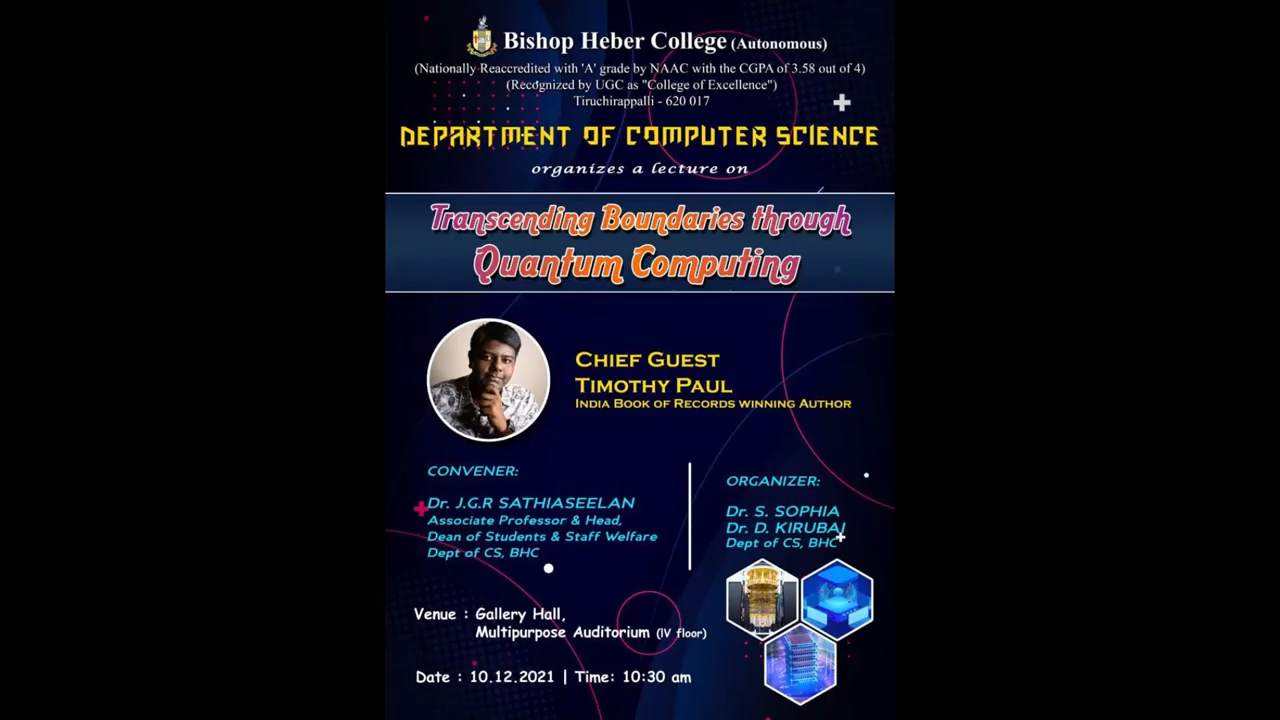 Bishop Heber College (Autonomous)
(Nationally Reaccredited with 'A' grade by NAAC with the CGPA of 3.58 out of 4)
(Recognized by UGC as "College of Excellence")
Tiruchirappalli - 620 017
DEPARTMENT OF COMPUTER SCIENCE
organizes a lecture on
Transcending Boundaries through
Quantum Computing
CHIEF GUEST
TIMOTHY PAUL
INDIA BOOK OF RECORDS WINNING AUTHOR
CONVENER:
Dr. J.G.R SATHIASEELAN
Associate Professor & Head,
Dean of Students & Staff Welfare
Dept of CS, BHC
ORGANIZER:
Dr. S. SOPHIA
Dr. D. KIRUBAI
Dept of CS, BHC
Venue : Gallery Hall,
Multipurpose Auditorium (IV floor)
Date : 10.12.2021 | Time: 10:30 am